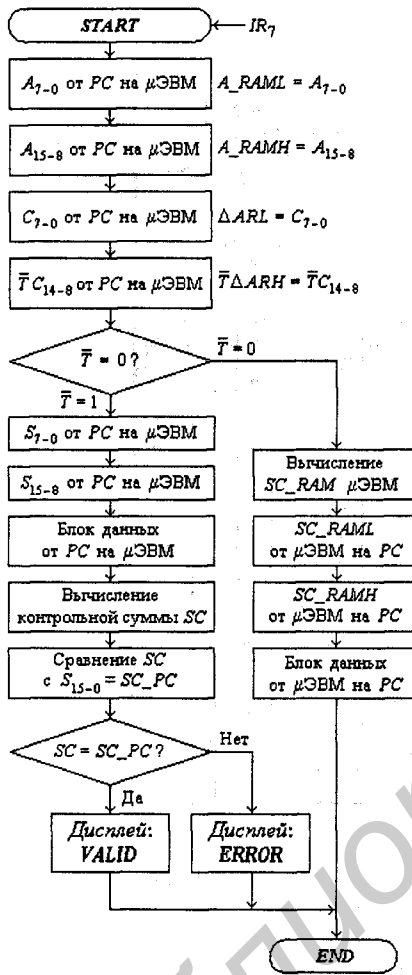 START
IR₇
A₇₋₀ от PC на μЭВМ
A_RAML = A₇₋₀
A₁₅₋₈ от PC на μЭВМ
A_RAMH = A₁₅₋₈
C₇₋₀ от PC на μЭВМ
ΔARL = C₇₋₀
T̅ C₁₄₋₈ от PC на μЭВМ
T̅ΔARH = T̅C₁₄₋₈
T̅ = 0?
T̅ = 0
T̅ = 1
S₇₋₀ от PC на μЭВМ
S₁₅₋₈ от PC на μЭВМ
Блок данных
от PC на μЭВМ
Вычисление
контрольной суммы SC
Сравнение SC
с S₁₅₋₀ = SC_PC
SC = SC_PC?
Нет
Да
Дисплей:
VALID
Дисплей:
ERROR
Вычисление
SC_RAM μЭВМ
SC_RAML
от μЭВМ на PC
SC_RAMH
от μЭВМ на PC
Блок данных
от μЭВМ на PC
END